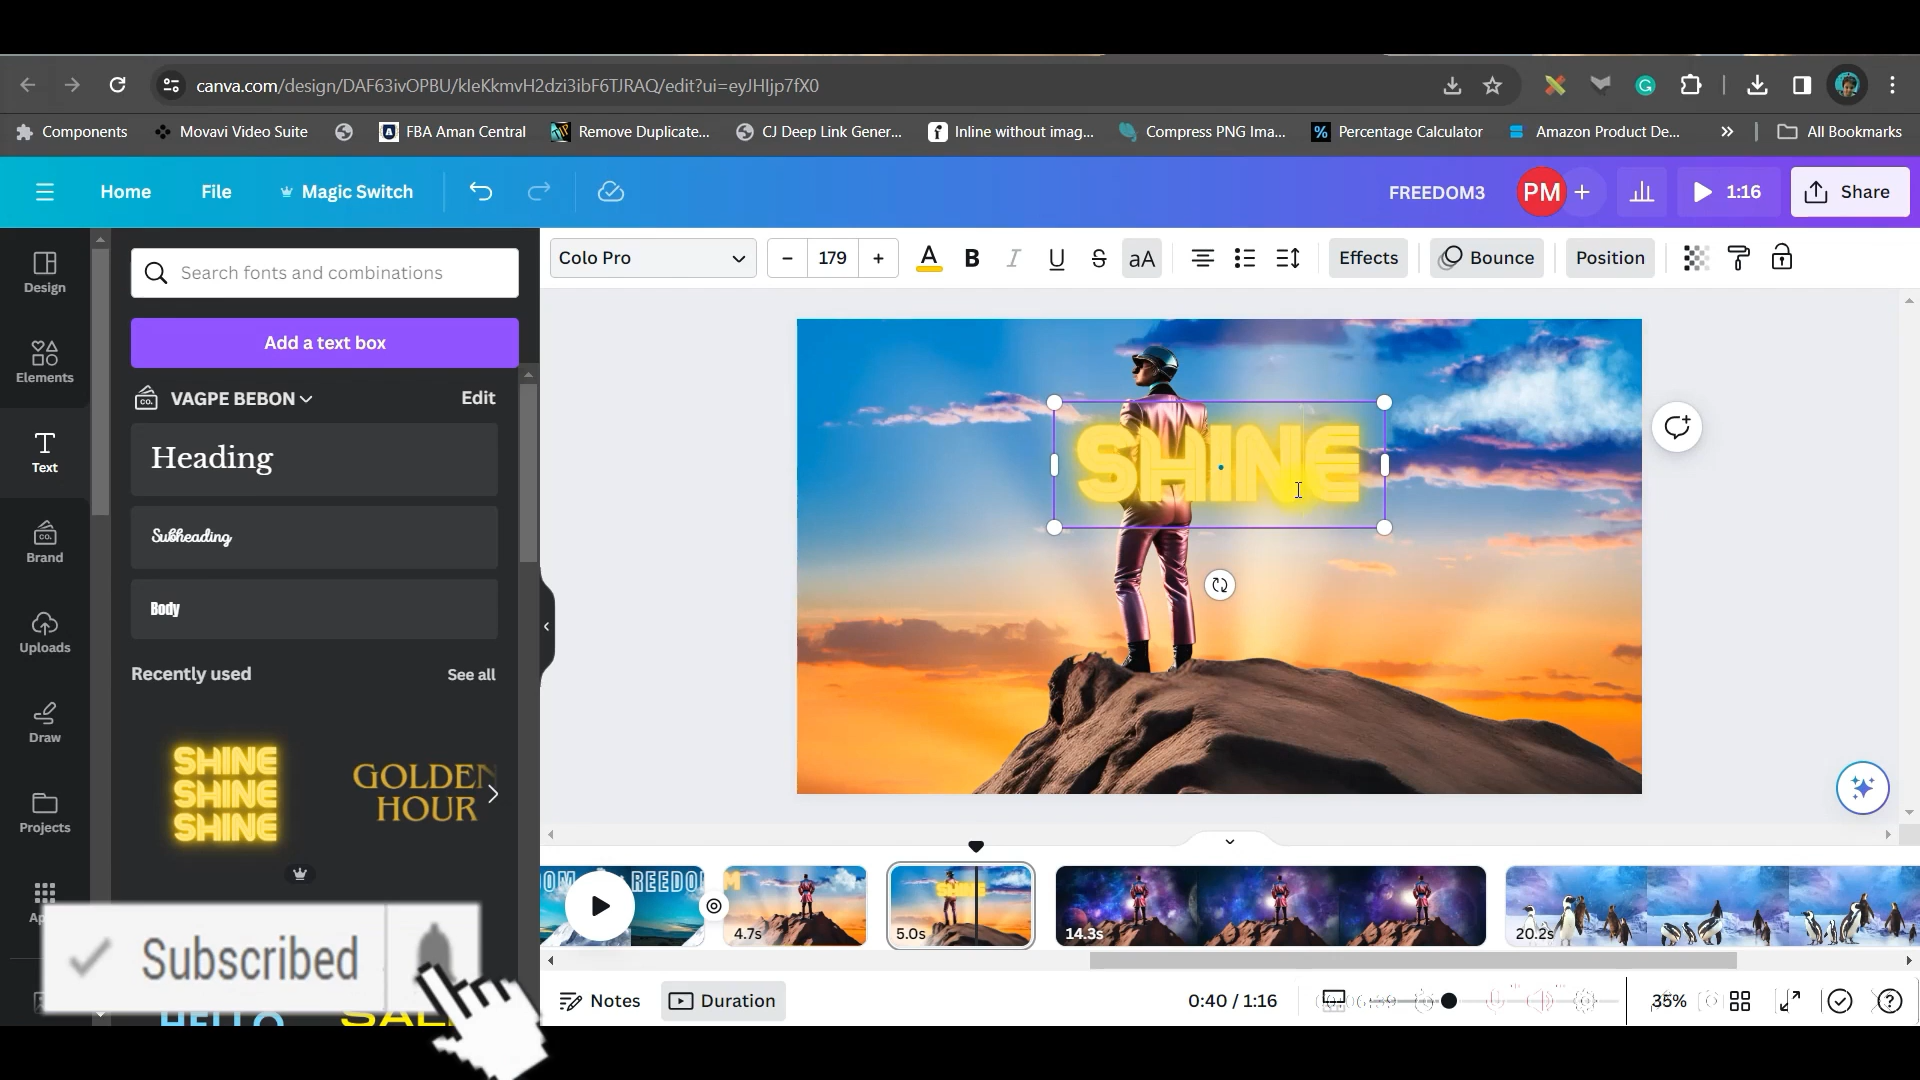 canva.com/design/DAF63ivOPBU/kIeKkmvH2dzi3ibF6TJRAQ/edit?ui=eyJHIjp7fX0
Components
Movavi Video Suite
FBA Aman Central
Remove Duplicate...
CJ Deep Link Gener...
Inline without imag...
Compress PNG Ima...
Percentage Calculator
Amazon Product De...
All Bookmarks
Home
File
Magic Switch
FREEDOM3
PM
1:16
Share
Design
Elements
Text
Brand
Uploads
Draw
Projects
Search fonts and combinations
Add a text box
CO.
VAGPE BEBON
Edit
Heading
Subheading
Body
Recently used
See all
SHINE
SHINE
SHINE
GOLDEN
HOUR
Colo Pro
179
B
I
U
S
aA
Effects
Bounce
Position
SHINE
4.7s
5.0s
14.3s
20.2s
Notes
Duration
0:40 / 1:16
35%
Subscribed
HELLO